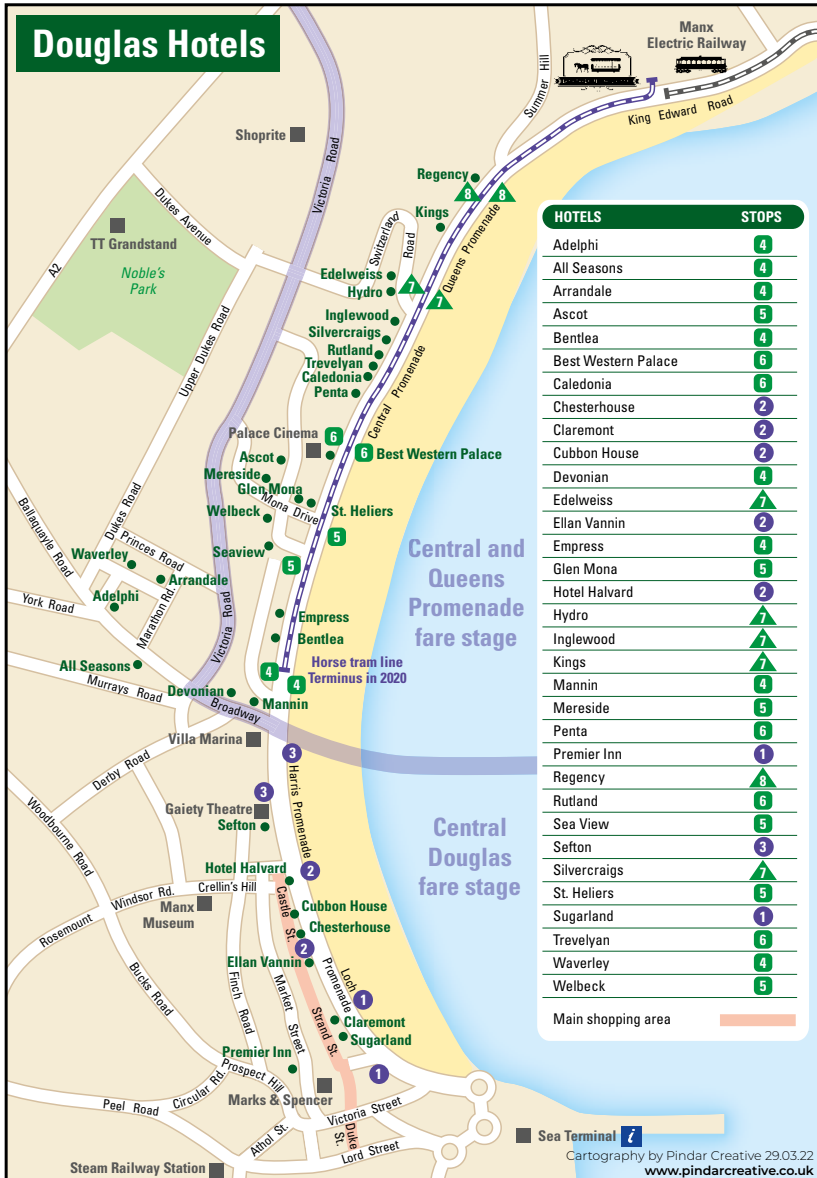 Douglas Hotels
Manx
Electric Railway
Summer Hill
King Edward Road
Shoprite
Victoria Road
Regency
8
8
Kings
Switzerland
Road
Queens Promenade
Dukes Avenue
TT Grandstand
A2
Noble's
Park
Edelweiss
7
Hydro
7
Upper Dukes Road
Inglewood
Silvercraigs
Rutland
Trevelyan
Caledonia
Penta
Central Promenade
Palace Cinema
6
6
Best Western Palace
Ascot
Mereside
Glen Mona
Mona Drive
St. Heliers
Welbeck
5
Seaview
5
Ballaquayle Road
Dukes Road
Princes Road
Waverley
Arrandale
Adelphi
Marathon Rd.
York Road
Victoria Road
Central and
Queens
Promenade
fare stage
Empress
Bentlea
Horse tram line
Terminus in 2020
4
4
All Seasons
Murrays Road
Devonian
Mannin
Broadway
Villa Marina
3
Derby Road
Harris Promenade
3
Gaiety Theatre
Sefton
Woodbourne Road
Central
Douglas
fare stage
Hotel Halvard
2
Crellin's Hill
Windsor Rd.
Rosemount
Manx
Museum
Castle St.
Cubbon House
Chesterhouse
2
Ellan Vannin
Bucks Road
Finch Road
Market Street
Loch
Promenade
1
Strand St.
Claremont
Sugarland
Premier Inn
Prospect Hill
1
Circular Rd.
Marks & Spencer
Peel Road
Victoria Street
Athol St.
Duke
St.
Lord Street
Steam Railway Station
Sea Terminal i
HOTELS STOPS
Adelphi 4
All Seasons 4
Arrandale 4
Ascot 5
Bentlea 4
Best Western Palace 6
Caledonia 6
Chesterhouse 2
Claremont 2
Cubbon House 2
Devonian 4
Edelweiss 7
Ellan Vannin 2
Empress 4
Glen Mona 5
Hotel Halvard 2
Hydro 7
Inglewood 7
Kings 7
Mannin 4
Mereside 5
Penta 6
Premier Inn 1
Regency 8
Rutland 6
Sea View 5
Sefton 3
Silvercraigs 7
St. Heliers 5
Sugarland 1
Trevelyan 6
Waverley 4
Welbeck 5
Main shopping area
Cartography by Pindar Creative 29.03.22
www.pindarcreative.co.uk